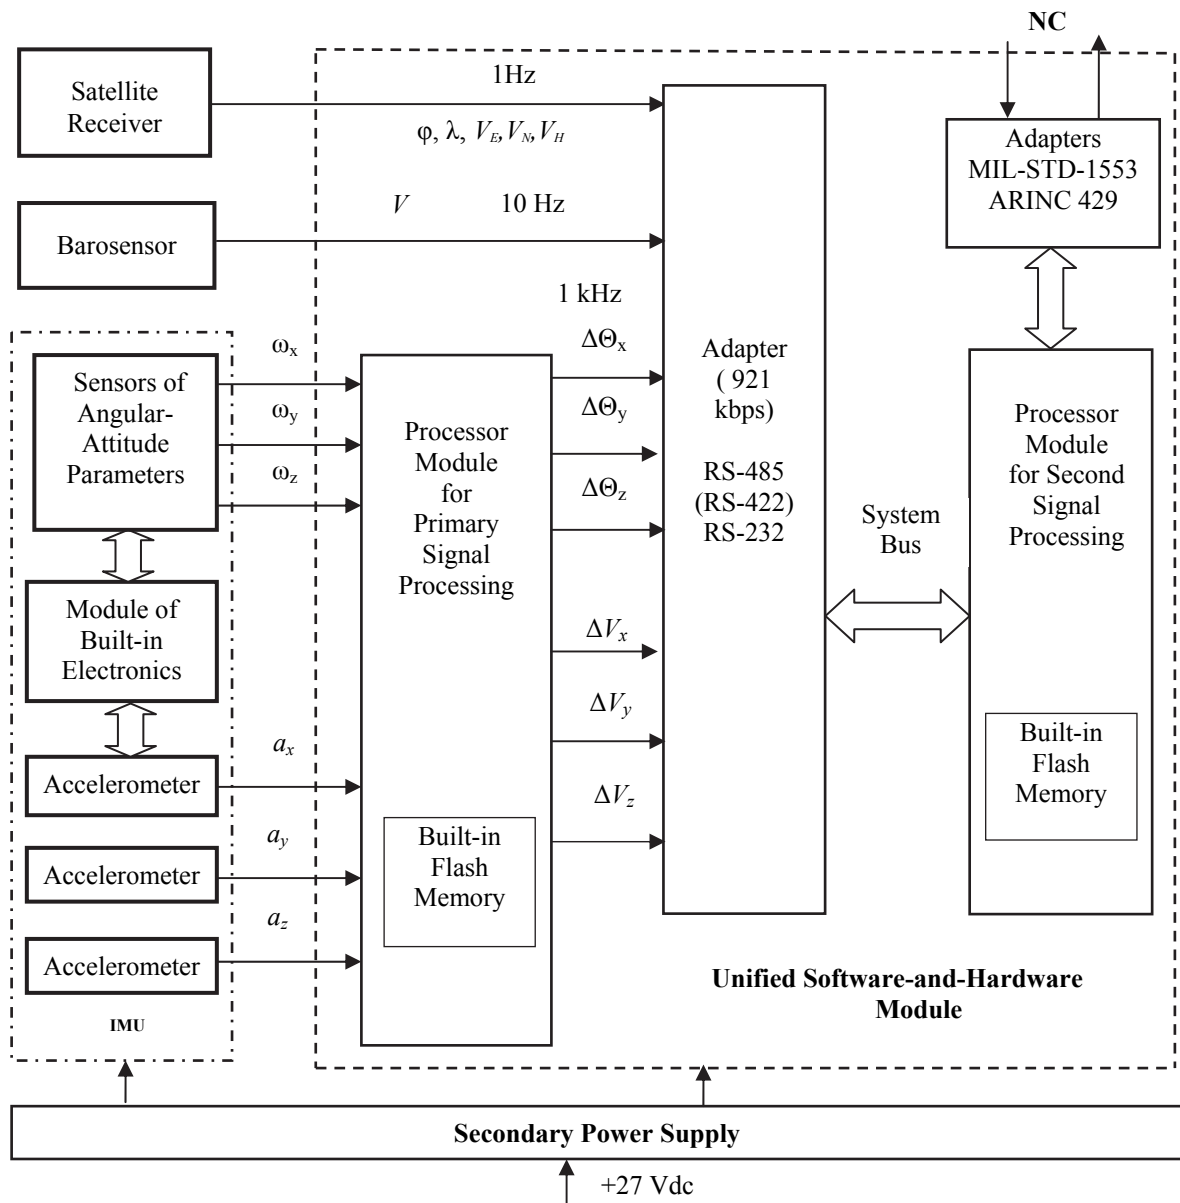 NC
Satellite
Receiver
1Hz
φ, λ, V_E, V_N, V_H
Adapters
MIL-STD-1553
ARINC 429
Barosensor
V 10 Hz
1 kHz
Sensors of
Angular-
Attitude
Parameters
ω_x
ω_y
ω_z
Processor
Module
for
Primary
Signal
Processing
ΔΘ_x
ΔΘ_y
ΔΘ_z
Adapter
( 921
kbps)
RS-485
(RS-422)
RS-232
System
Bus
Processor
Module
for Second
Signal
Processing
Module of
Built-in
Electronics
ΔV_x
ΔV_y
ΔV_z
Accelerometer
a_x
Accelerometer
a_y
Accelerometer
a_z
Built-in
Flash
Memory
Built-in
Flash
Memory
IMU
Unified Software-and-Hardware
Module
Secondary Power Supply
+27 Vdc